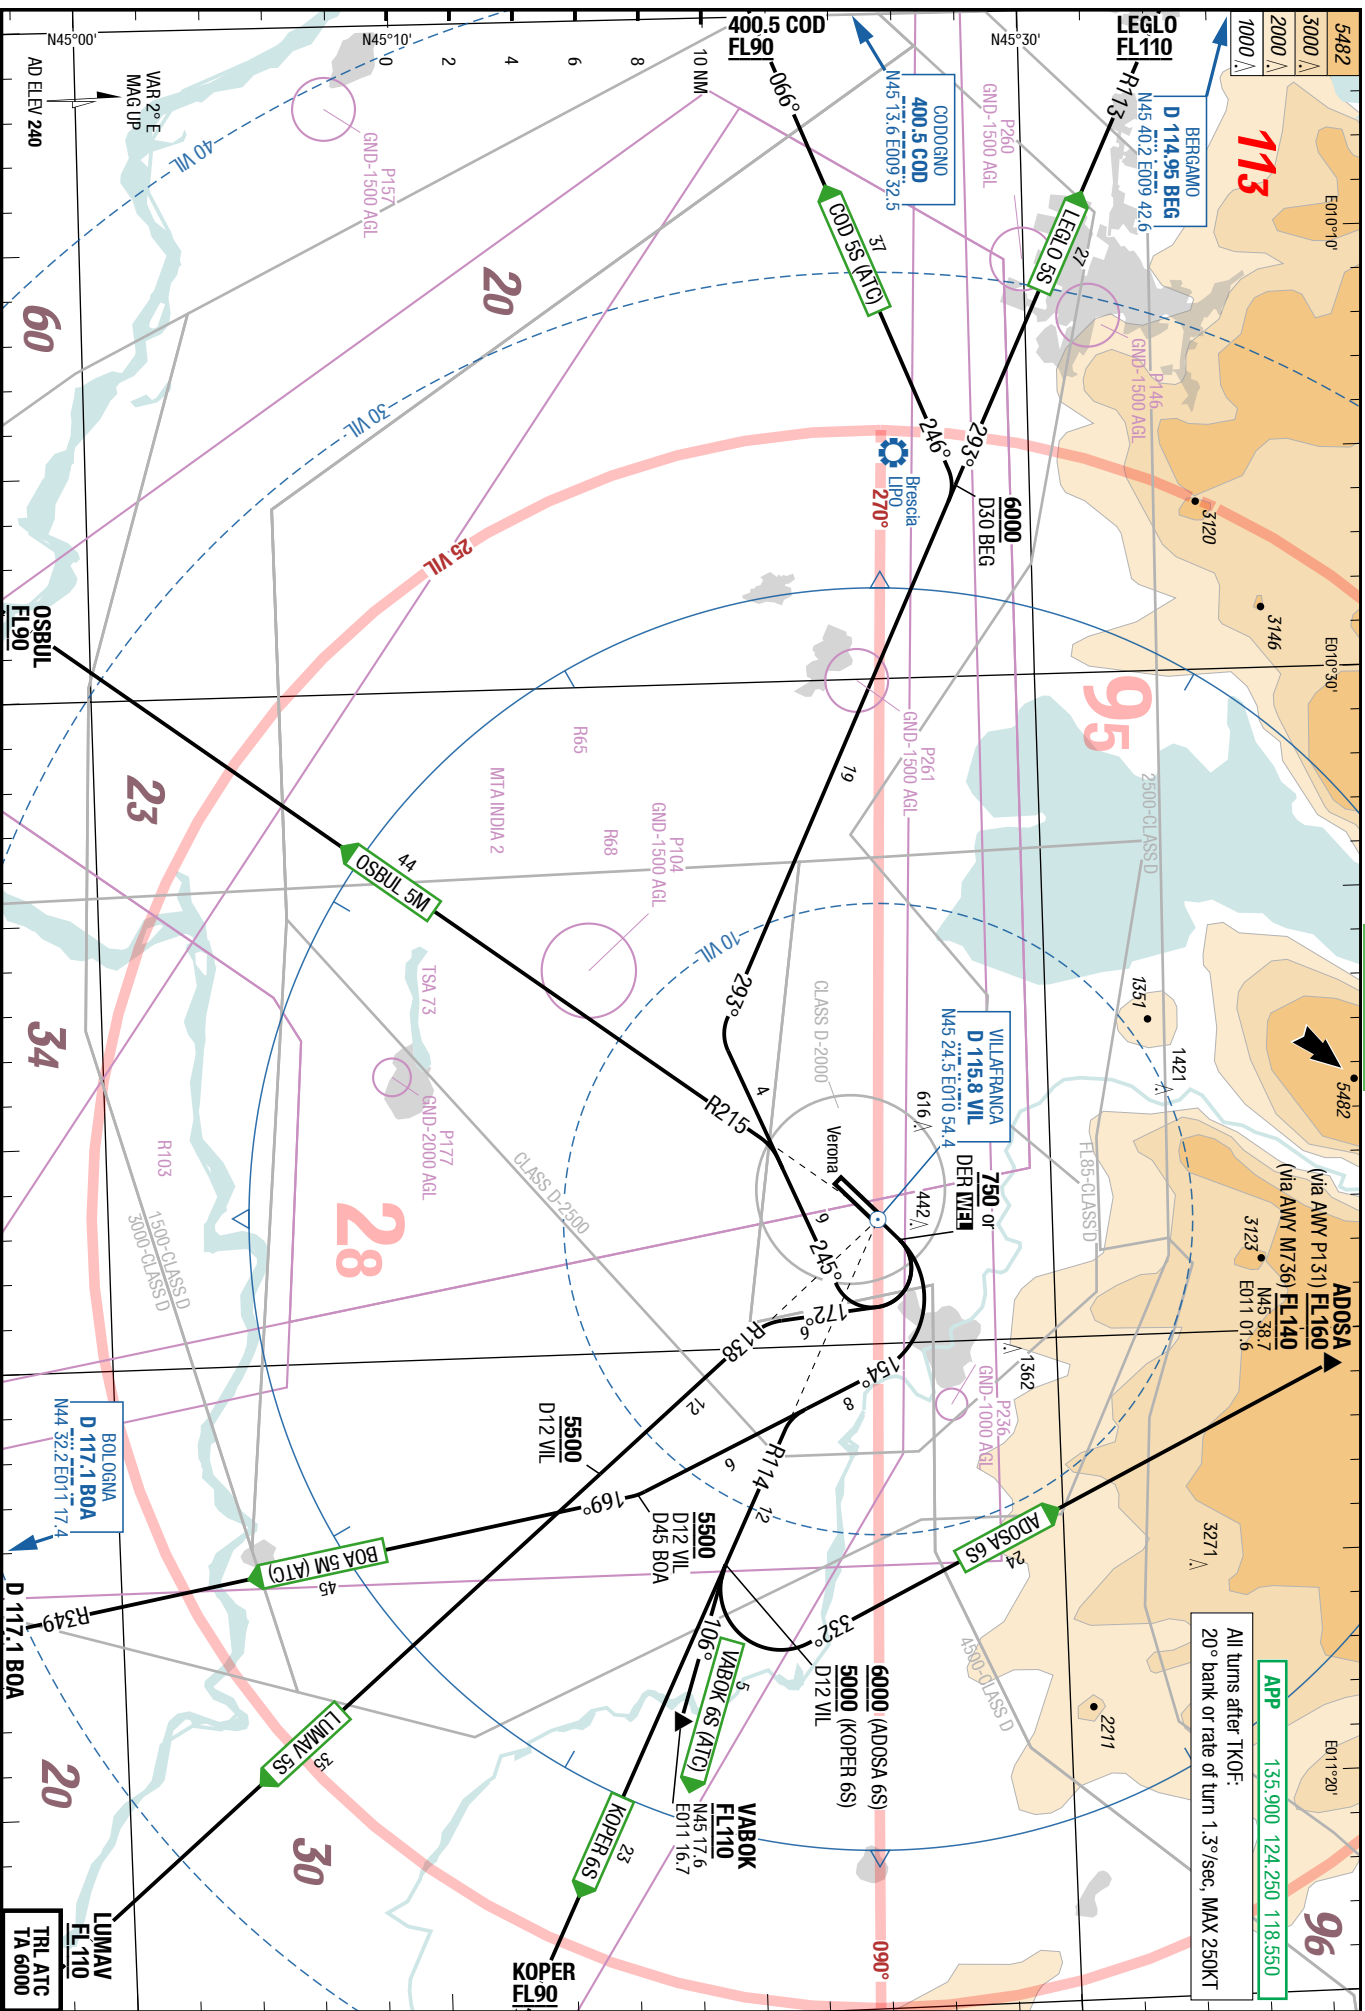 5482
3000
2000
1000
113
LEGLO
FL110
R113
BERGAMO
D 114.95 BEG
N45 40.2 E009 42.6
400.5 COD
FL90
066°
CODOGNO
400.5 COD
N45 13.6 E009 32.5
N45°00'
N45°10'
N45°30'
0
2
4
6
8
10 NM
VAR 2° E
MAG UP
AD ELEV 240
40 VIL
P157
GND-1500 AGL
P260
GND-1500 AGL
E010°10'
LEGLO 5S
27
COD 5S (ATC)
37
P146
GND-1500 AGL
20
60
30 VIL
246°
293°
6000
D30 BEG
Brescia
LIPO
270°
3120
3146
25 VIL
E010°30'
OSBUL
FL90
95
P261
GND-1500 AGL
R65
MTA INDIA 2
R68
P104
GND-1500 AGL
19
2500-CLASS D
23
OSBUL 5M
44
10 VIL
293°
TSA 73
CLASS D-2000
VILLAFRANCA
D 115.8 VIL
N45 24.5 E010 54.4
1351
1421
5482
34
P177
GND-2000 AGL
R103
4
R215
616
442
Verona
750 or
DER WEL
FL85-CLASS D
CLASS D-2500
28
1500-CLASS D
3000-CLASS D
9
245°
172°
6
R138
154°
8
12
3123
ADOSA
(via AWY P131) FL160
(via AWY M736) FL140
N45 38.7
E011 01.6
1362
P236
GND-1000 AGL
5500
D12 VIL
R114
6
12
169°
5500
D12 VIL
D45 BOA
BOLOGNA
D 117.1 BOA
N44 32.2 E011 17.4
BOA 5M (ATC)
45
R349
D 117.1 BOA
ADOSA 6S
24
3271
332°
106°
VABOK 6S (ATC)
5
6000 (ADOSA 6S)
5000 (KOPER 6S)
D12 VIL
4500-CLASS D
2211
All turns after TKOF:
20° bank or rate of turn 1.3°/sec, MAX 250KT
APP 135.900 124.250 118.550
E011°20'
VABOK
FL110
N45 17.6
E011 16.7
LUMAV 5S
35
KOPER 6S
23
20
30
96
090°
LUMAV
FL110
KOPER
FL90
TRL ATC
TA 6000